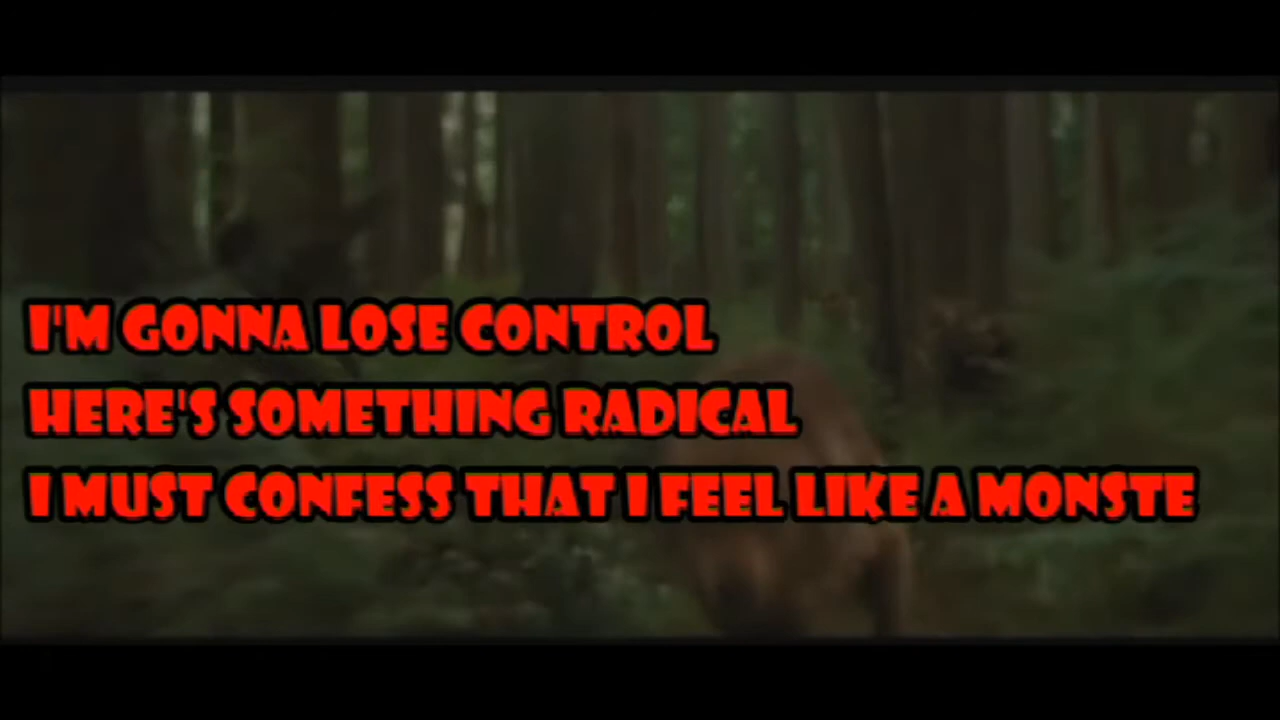 I'M GONNA LOSE CONTROL
HERE'S SOMETHING RADICAL
I MUST CONFESS THAT I FEEL LIKE A MONSTE